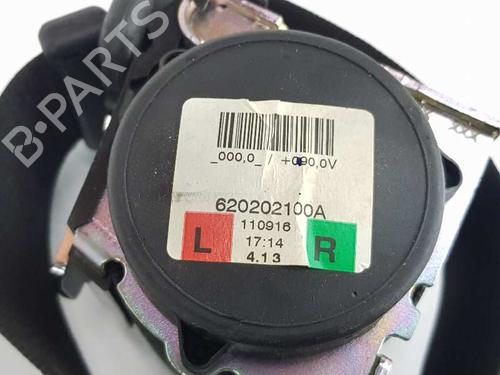 B-PARTS
_000,0_ / +090,0V
620202100A
110916
17:14
4.13
L
R